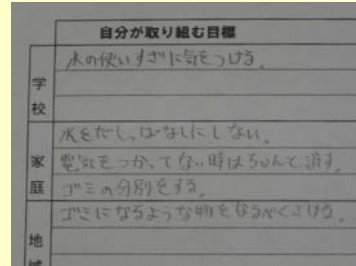 自分が取り組む目標
学校
水の使いすぎに気をつける。
家庭
水をだしっぱなしにしない。
電気をつかってない時はちゃんと消す。
ゴミの分別をする。
地域
ゴミになるような物をなるべくさける。